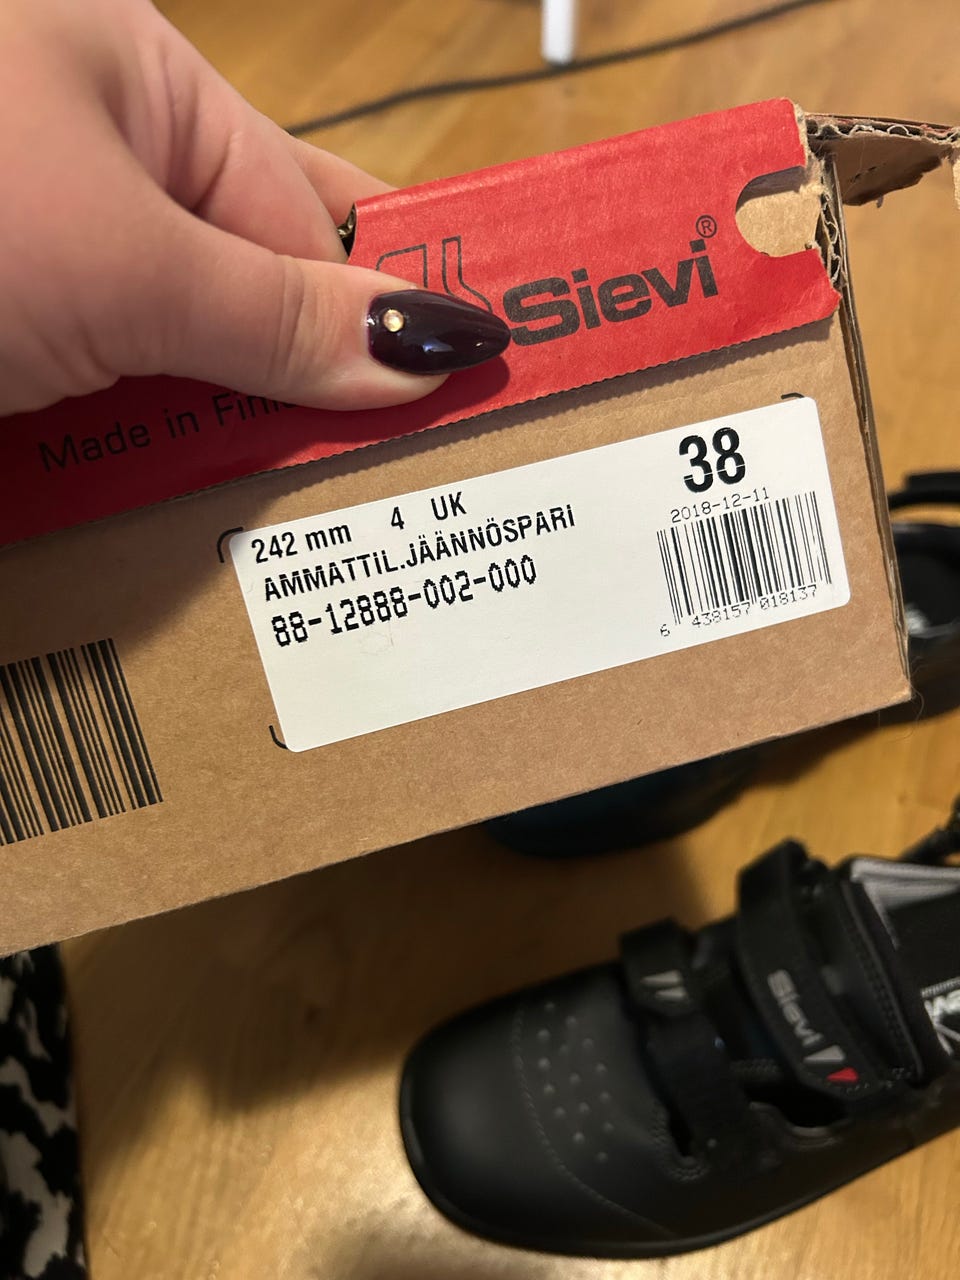 Sievi®
Made in
38
2018-12-11
242 mm 4 UK
AMMATTIL.JÄÄNNÖSPARI
88-12888-002-000
6 438157 018137
Sievi